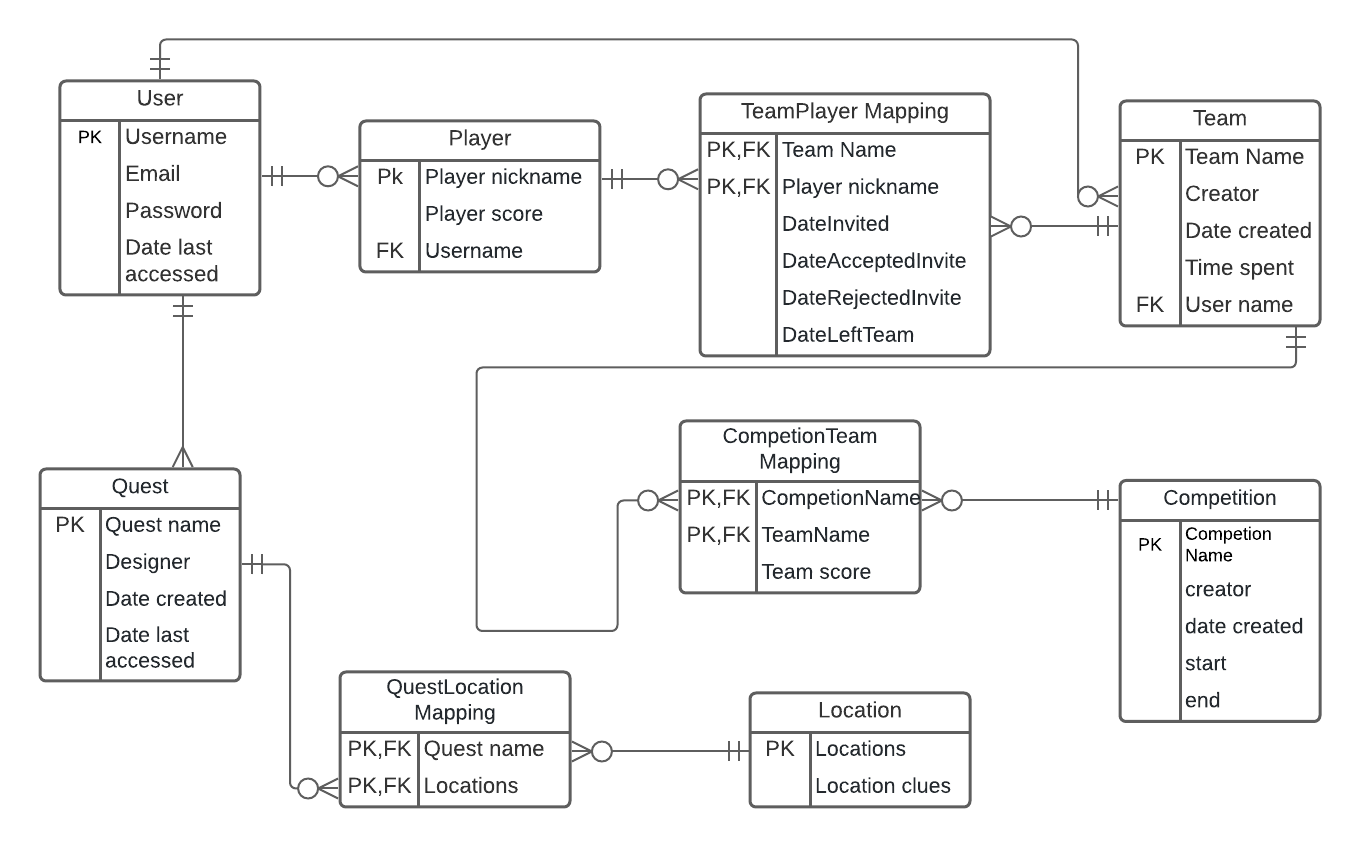 User
PK Username
Email
Password
Date last
accessed
Player
Pk Player nickname
Player score
FK Username
TeamPlayer Mapping
PK,FK Team Name
PK,FK Player nickname
DateInvited
DateAcceptedInvite
DateRejectedInvite
DateLeftTeam
Team
PK Team Name
Creator
Date created
Time spent
FK User name
Quest
PK Quest name
Designer
Date created
Date last
accessed
CompetionTeam
Mapping
PK,FK CompetionName
PK,FK TeamName
Team score
Competition
PK Competion
Name
creator
date created
start
end
QuestLocation
Mapping
PK,FK Quest name
PK,FK Locations
Location
PK Locations
Location clues